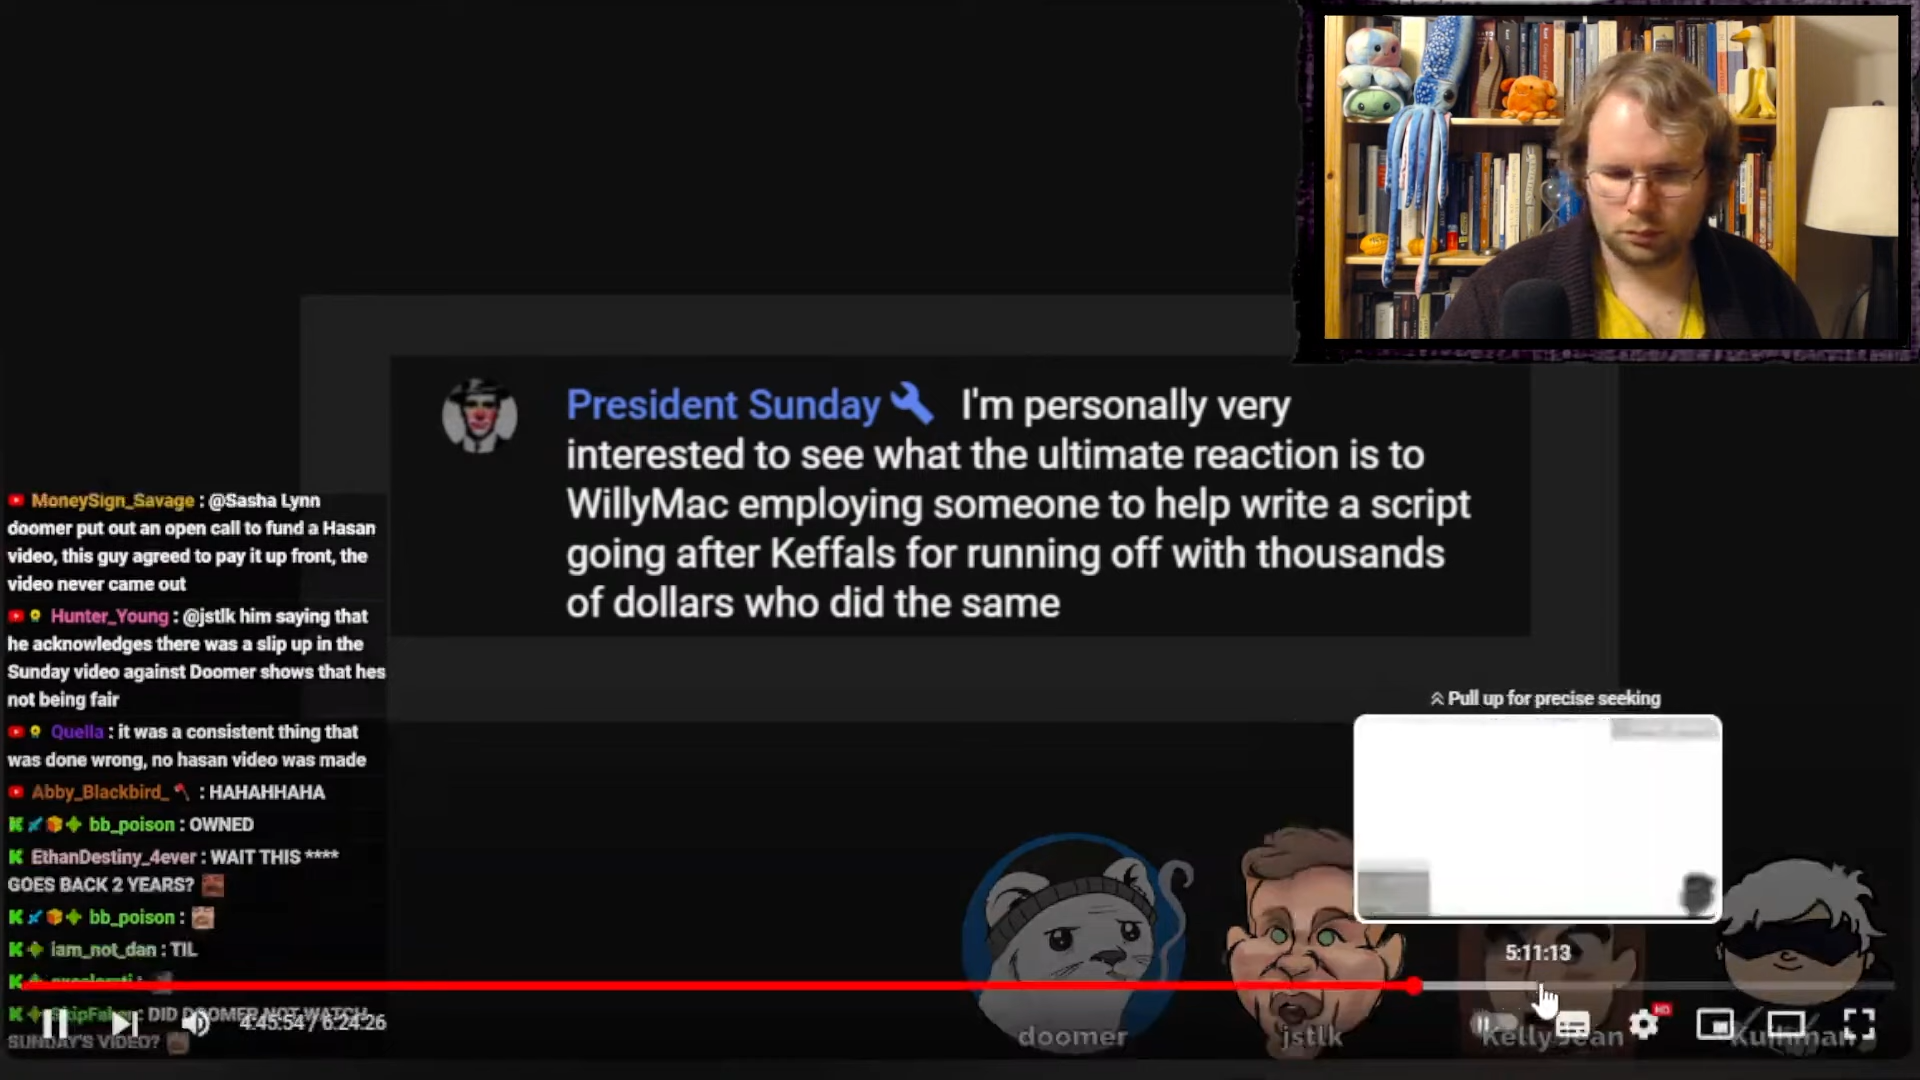 President Sunday I'm personally very
interested to see what the ultimate reaction is to
WillyMac employing someone to help write a script
going after Keffals for running off with thousands
of dollars who did the same
MoneySign_Savage : @Sasha Lynn
doomer put out an open call to fund a Hasan
video, this guy agreed to pay it up front, the
video never came out
Hunter_Young : @jstlk him saying that
he acknowledges there was a slip up in the
Sunday video against Doomer shows that hes
not being fair
Quella : it was a consistent thing that
was done wrong, no hasan video was made
Abby_Blackbird_ : HAHAHHAHA
bb_poison : OWNED
EthanDestiny_4ever : WAIT THIS ****
GOES BACK 2 YEARS?
bb_poison :
iam_not_dan : TIL
DID DOOMER NOT WATCH
SUNDAY'S VIDEO?
Pull up for precise seeking
5:11:13
4:45:54 / 6:24:26
HD
doomer
jstlk
KellyJean